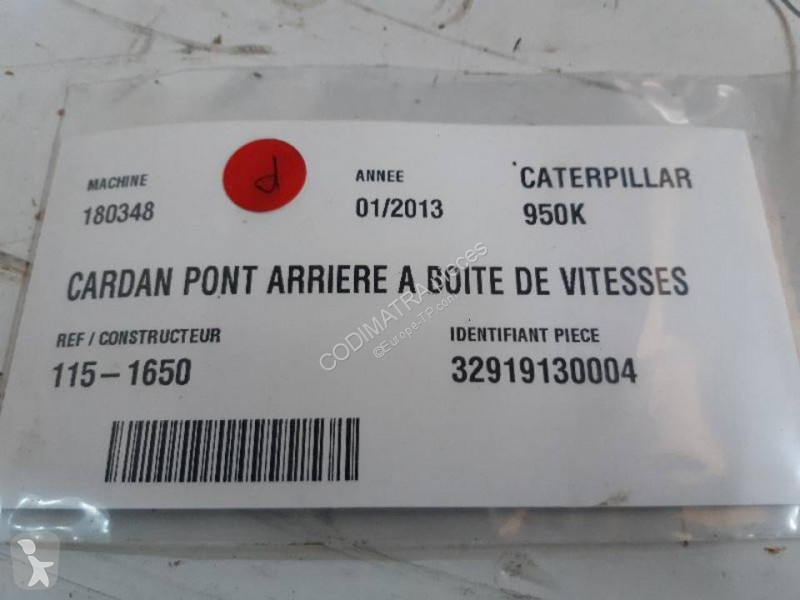 MACHINE
180348
d
ANNEE
01/2013
CATERPILLAR
950K
CARDAN PONT ARRIERE A BOITE DE VITESSES
REF / CONSTRUCTEUR
115-1650
IDENTIFIANT PIECE
32919130004
CODIMATRA Pieces
©Europe-TP.com